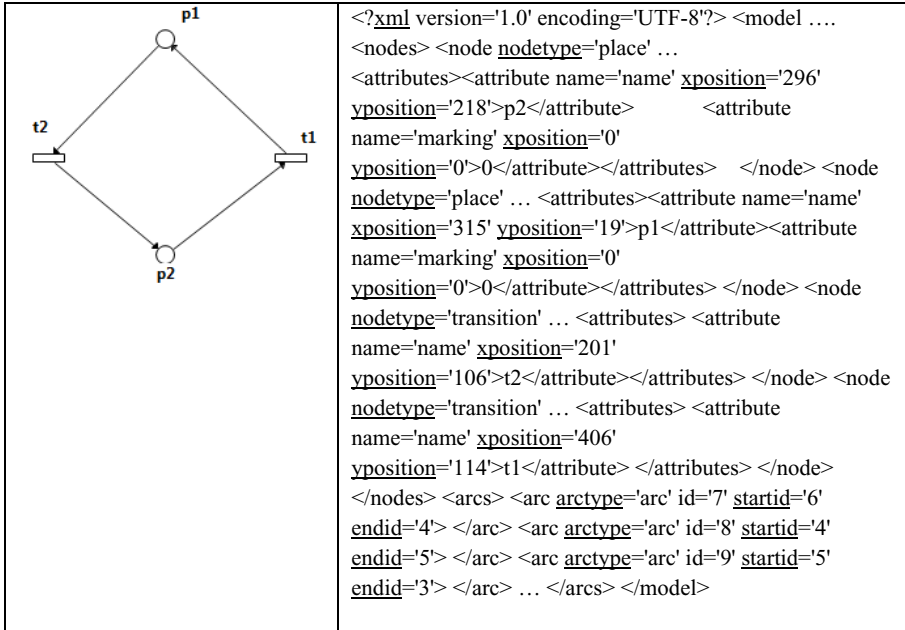 p1
t2
t1
p2
<?xml version='1.0' encoding='UTF-8'?> <model ….
<nodes> <node nodetype='place' …
<attributes><attribute name='name' xposition='296'
yposition='218'>p2</attribute> <attribute
name='marking' xposition='0'
yposition='0'>0</attribute></attributes> </node> <node
nodetype='place' … <attributes><attribute name='name'
xposition='315' yposition='19'>p1</attribute><attribute
name='marking' xposition='0'
yposition='0'>0</attribute></attributes> </node> <node
nodetype='transition' … <attributes> <attribute
name='name' xposition='201'
yposition='106'>t2</attribute></attributes> </node> <node
nodetype='transition' … <attributes> <attribute
name='name' xposition='406'
yposition='114'>t1</attribute> </attributes> </node>
</nodes> <arcs> <arc arctype='arc' id='7' startid='6'
endid='4'> </arc> <arc arctype='arc' id='8' startid='4'
endid='5'> </arc> <arc arctype='arc' id='9' startid='5'
endid='3'> </arc> … </arcs> </model>